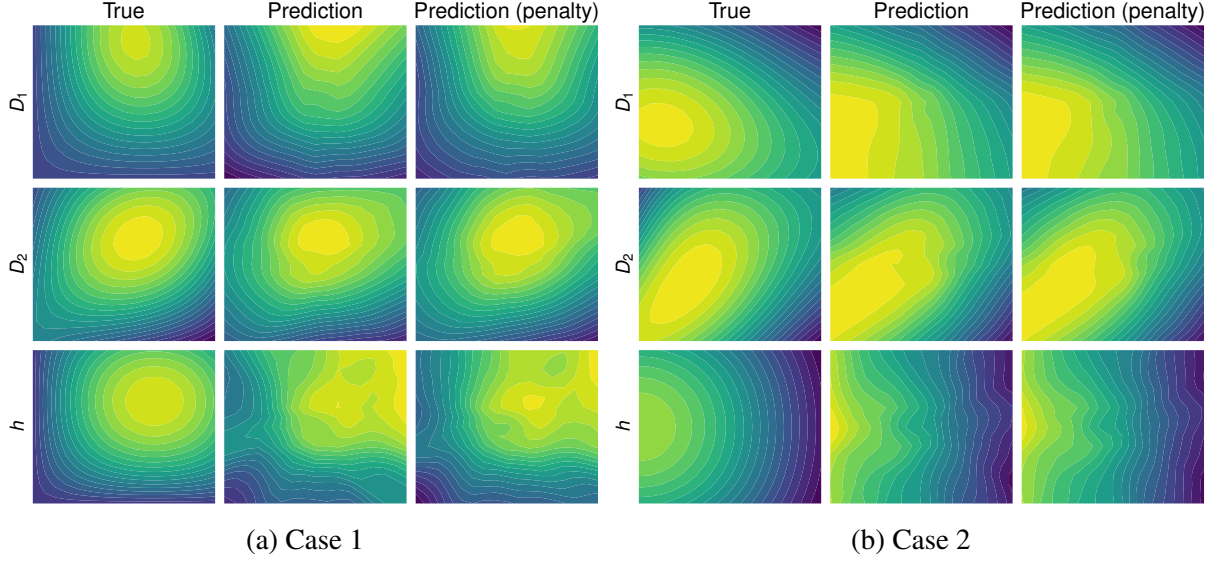 True Prediction Prediction (penalty) True Prediction Prediction (penalty)
D₁ D₁
D₂ D₂
h h
(a) Case 1 (b) Case 2